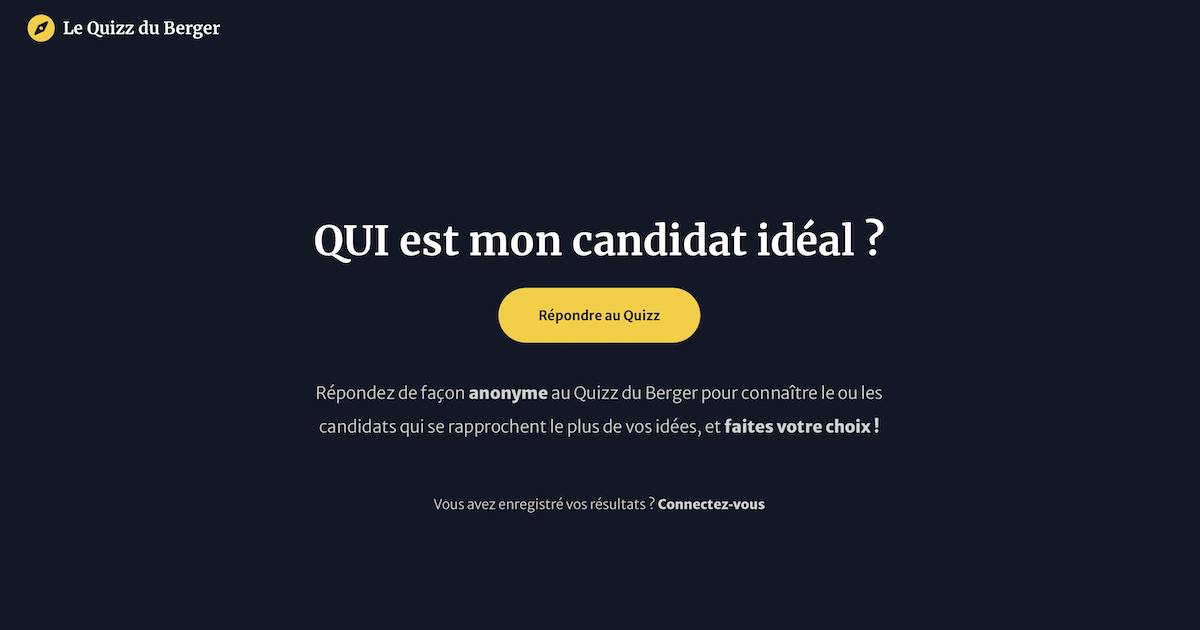 Le Quizz du Berger
QUI est mon candidat idéal ?
Répondre au Quizz
Répondez de façon anonyme au Quizz du Berger pour connaître le ou les
candidats qui se rapprochent le plus de vos idées, et faites votre choix !
Vous avez enregistré vos résultats ? Connectez-vous